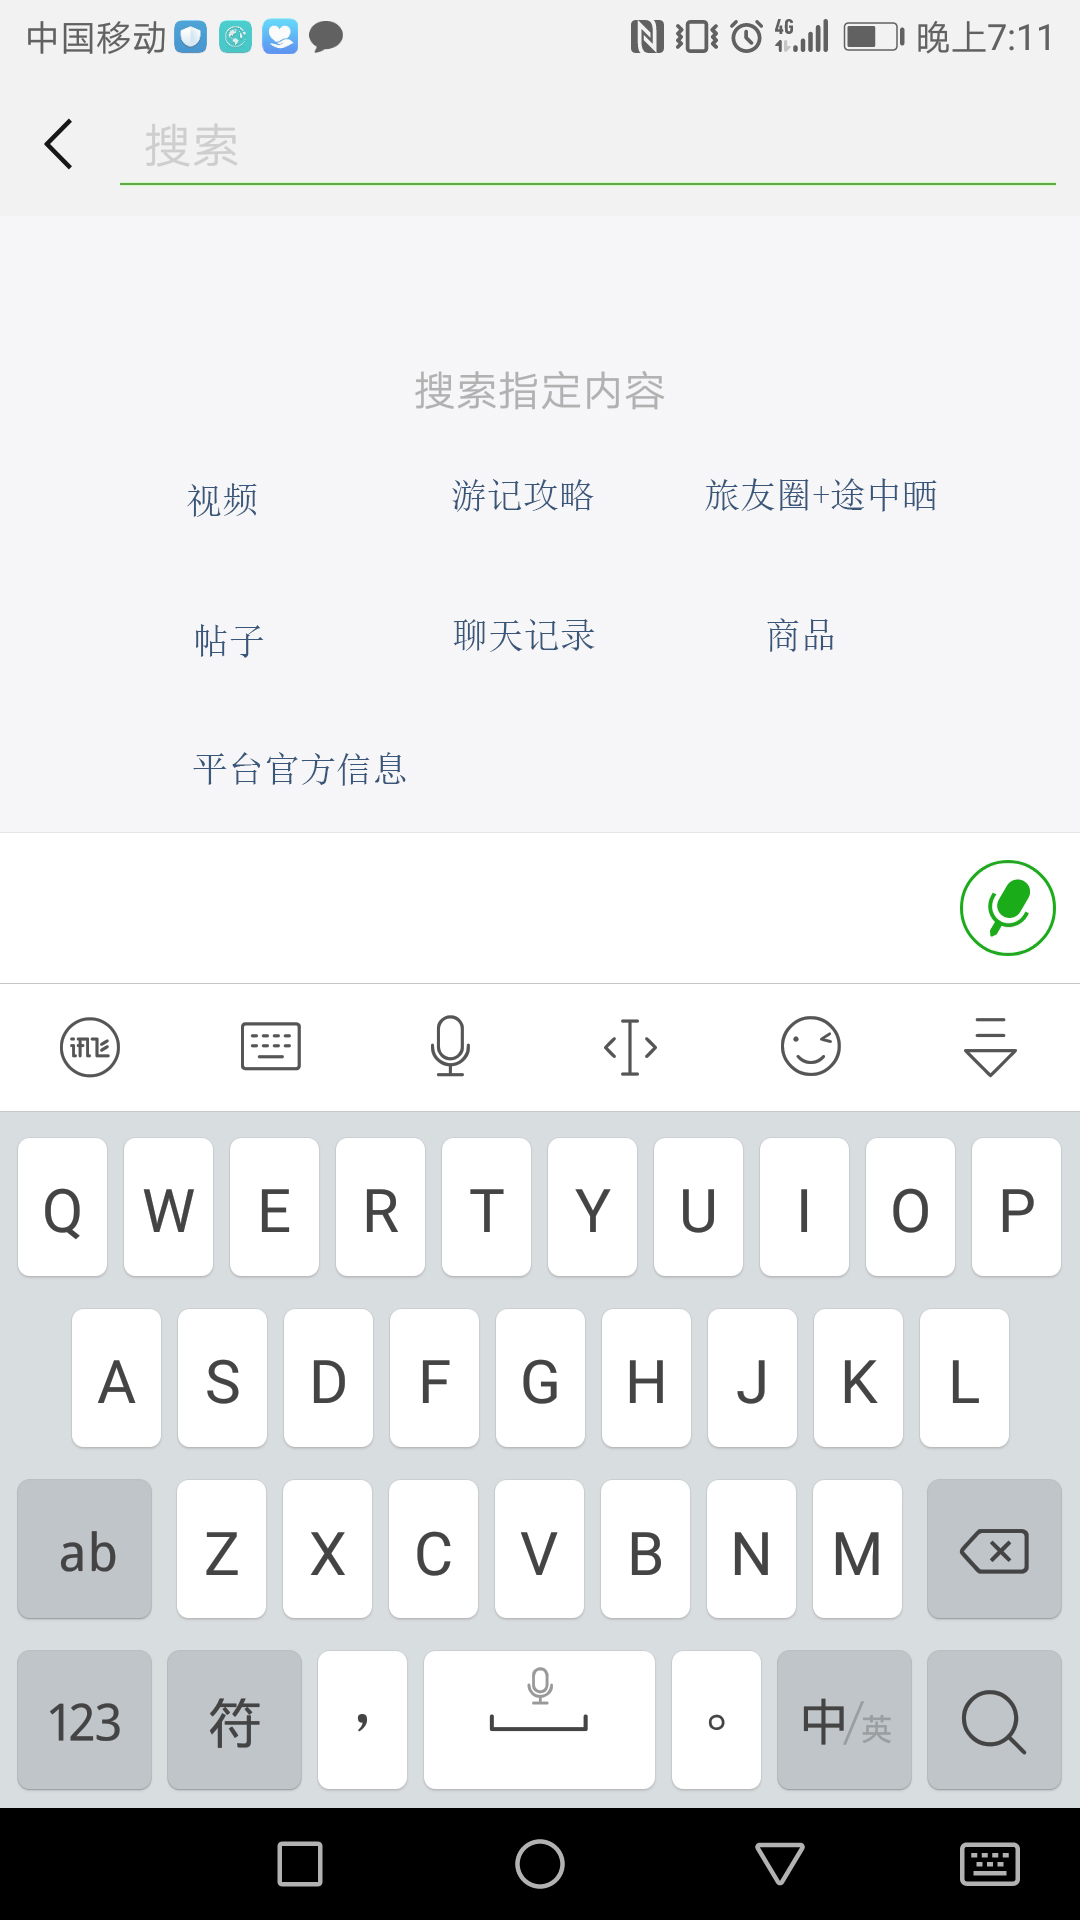 中国移动 4G 晚上7:11
搜索
搜索指定内容
视频 游记攻略 旅友圈+途中晒
帖子 聊天记录 商品
平台官方信息
Q W E R T Y U I O P
A S D F G H J K L
ab Z X C V B N M
123 符 , 。 中/英